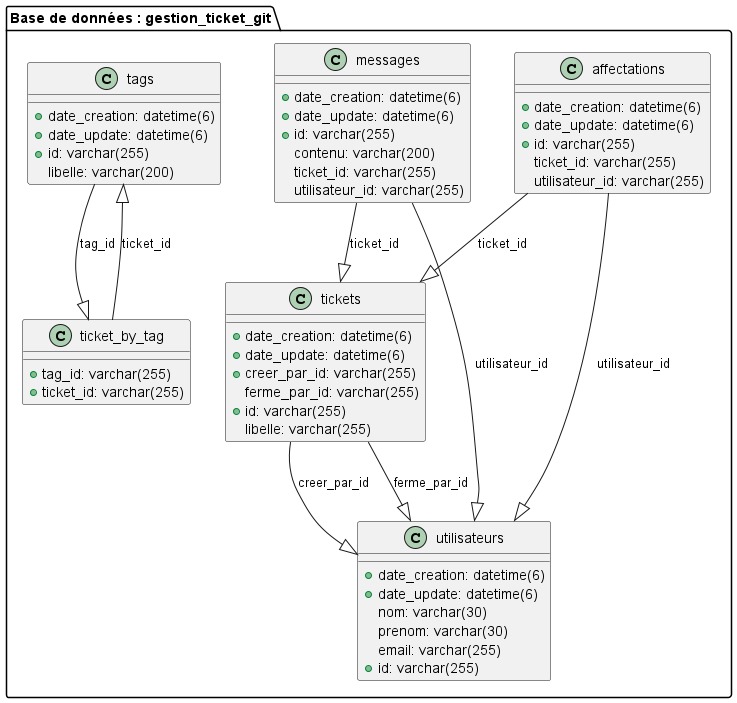 Base de données : gestion_ticket_git
C tags
date_creation: datetime(6)
date_update: datetime(6)
id: varchar(255)
libelle: varchar(200)
C messages
date_creation: datetime(6)
date_update: datetime(6)
id: varchar(255)
contenu: varchar(200)
ticket_id: varchar(255)
utilisateur_id: varchar(255)
C affectations
date_creation: datetime(6)
date_update: datetime(6)
id: varchar(255)
ticket_id: varchar(255)
utilisateur_id: varchar(255)
tag_id
ticket_id
ticket_id
ticket_id
C ticket_by_tag
tag_id: varchar(255)
ticket_id: varchar(255)
C tickets
date_creation: datetime(6)
date_update: datetime(6)
creer_par_id: varchar(255)
ferme_par_id: varchar(255)
id: varchar(255)
libelle: varchar(255)
utilisateur_id
utilisateur_id
creer_par_id
ferme_par_id
C utilisateurs
date_creation: datetime(6)
date_update: datetime(6)
nom: varchar(30)
prenom: varchar(30)
email: varchar(255)
id: varchar(255)